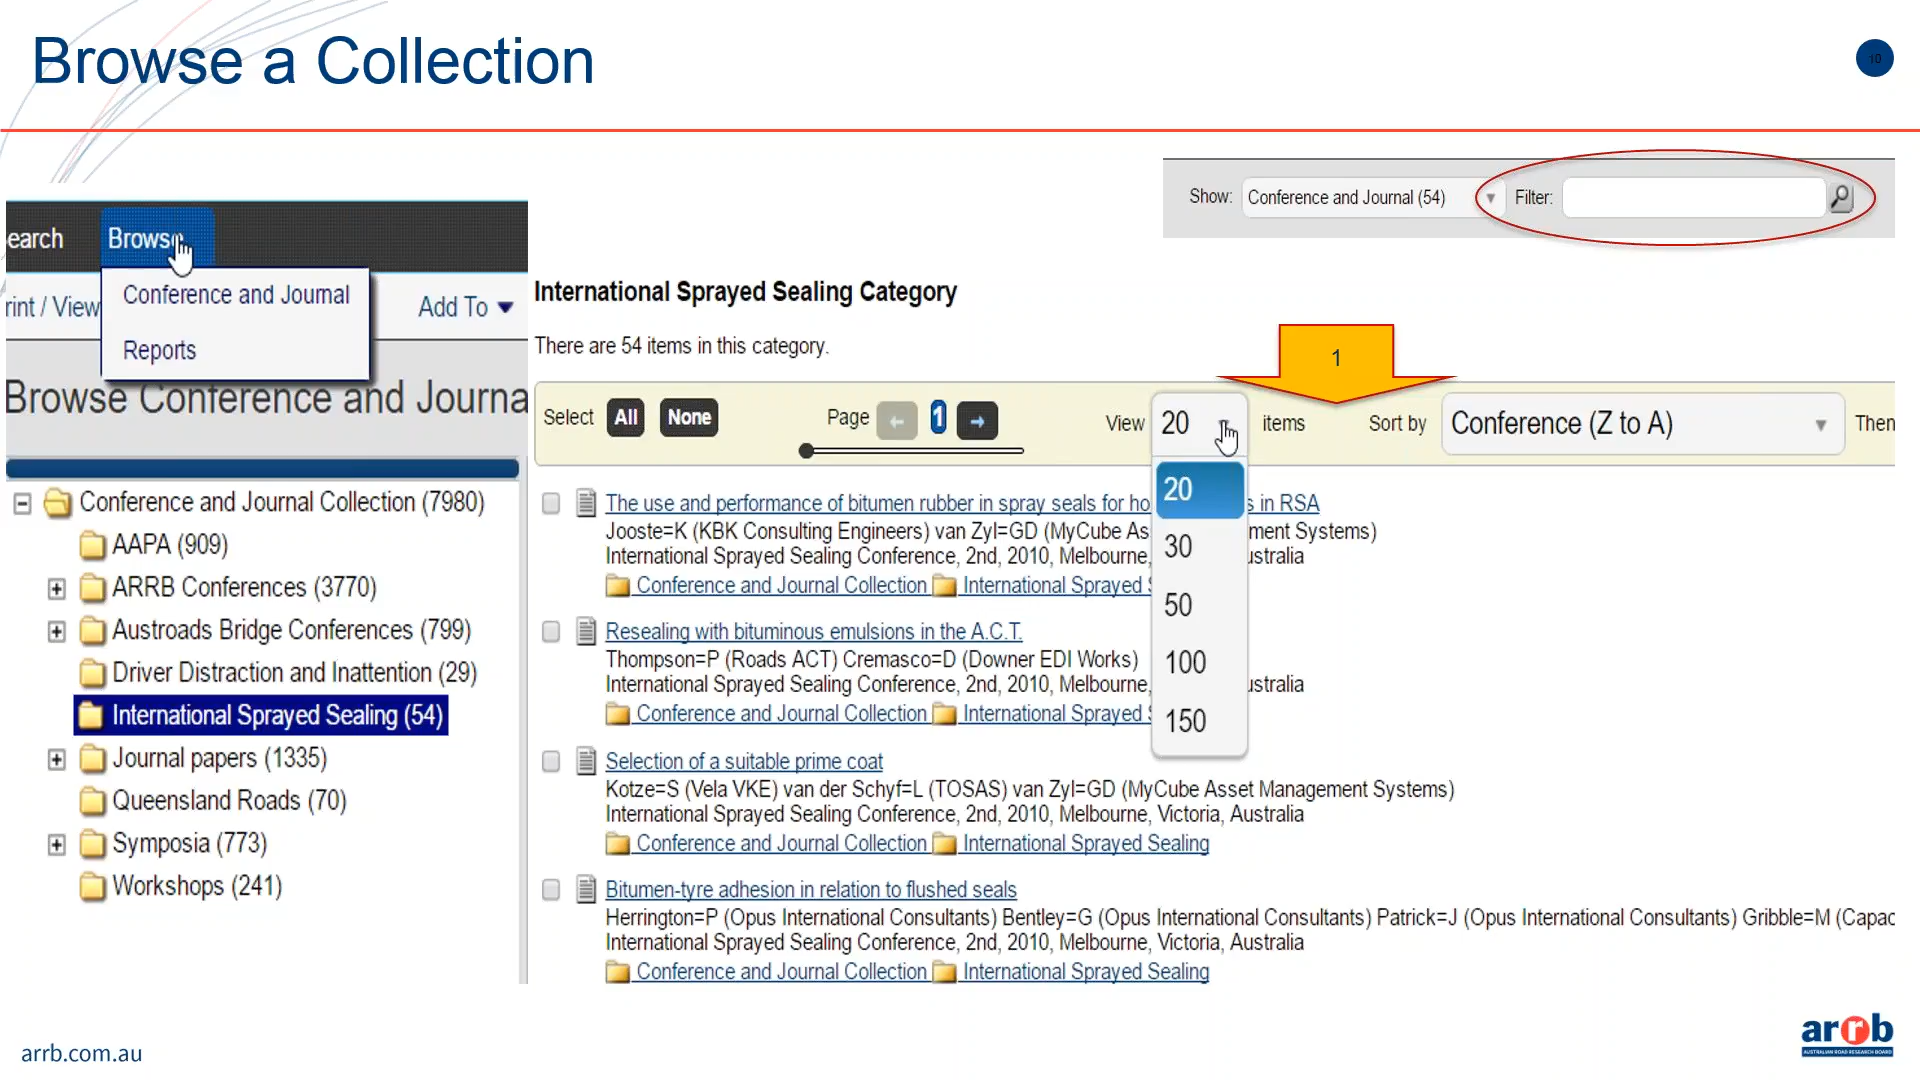 Browse a Collection
10
Show: Conference and Journal (54) Filter:
earch Browse
Conference and Journal
Reports
rint / View
Add To
Browse Conference and Journa
Conference and Journal Collection (7980)
AAPA (909)
ARRB Conferences (3770)
Austroads Bridge Conferences (799)
Driver Distraction and Inattention (29)
International Sprayed Sealing (54)
Journal papers (1335)
Queensland Roads (70)
Symposia (773)
Workshops (241)
International Sprayed Sealing Category
There are 54 items in this category.
1
Select All None Page 1 View 20 items Sort by Conference (Z to A) Then
20
30
50
100
150
The use and performance of bitumen rubber in spray seals for ho s in RSA
Jooste=K (KBK Consulting Engineers) van Zyl=GD (MyCube As ment Systems)
International Sprayed Sealing Conference, 2nd, 2010, Melbourne, ustralia
Conference and Journal Collection International Sprayed S
Resealing with bituminous emulsions in the A.C.T.
Thompson=P (Roads ACT) Cremasco=D (Downer EDI Works)
International Sprayed Sealing Conference, 2nd, 2010, Melbourne, ustralia
Conference and Journal Collection International Sprayed S
Selection of a suitable prime coat
Kotze=S (Vela VKE) van der Schyf=L (TOSAS) van Zyl=GD (MyCube Asset Management Systems)
International Sprayed Sealing Conference, 2nd, 2010, Melbourne, Victoria, Australia
Conference and Journal Collection International Sprayed Sealing
Bitumen-tyre adhesion in relation to flushed seals
Herrington=P (Opus International Consultants) Bentley=G (Opus International Consultants) Patrick=J (Opus International Consultants) Gribble=M (Capac
International Sprayed Sealing Conference, 2nd, 2010, Melbourne, Victoria, Australia
Conference and Journal Collection International Sprayed Sealing
arrb.com.au
arrb
AUSTRALIAN ROAD RESEARCH BOARD